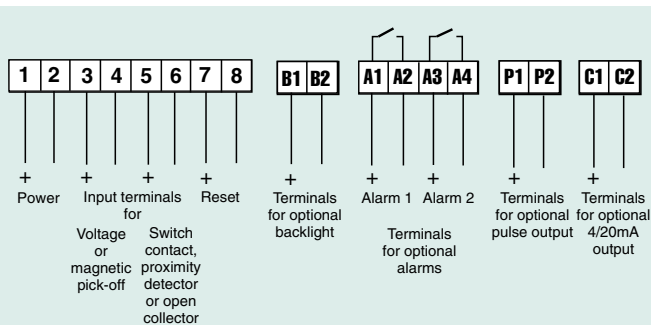 1 2 3 4 5 6 7 8
B1 B2
A1 A2 A3 A4
P1 P2
C1 C2
+ + + + + + + + +
Power
Input terminals
for
Reset
Voltage
or
magnetic
pick-off
Switch
contact,
proximity
detector
or open
collector
Terminals
for optional
backlight
Alarm 1 Alarm 2
Terminals
for optional
alarms
Terminals
for optional
pulse output
Terminals
for optional
4/20mA
output